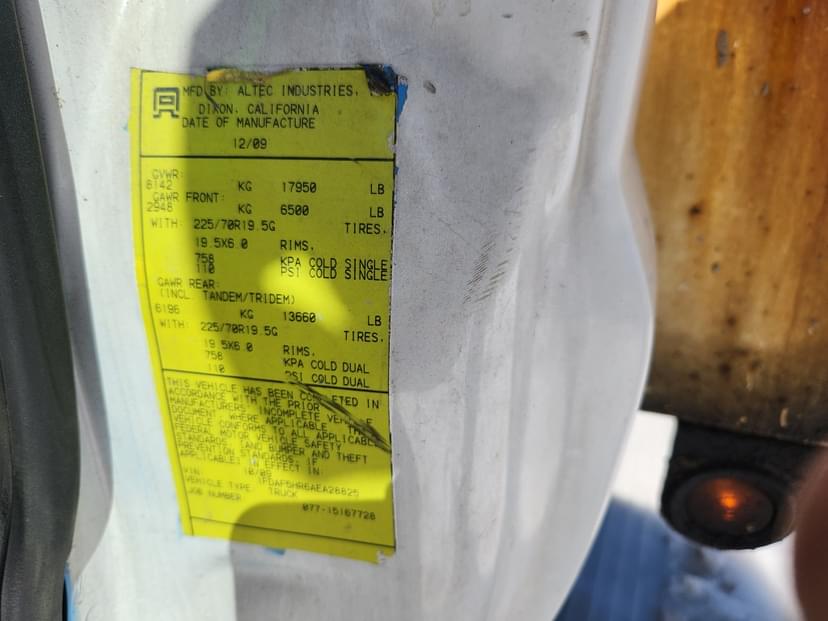 MFD BY: ALTEC INDUSTRIES,
DIXON, CALIFORNIA
DATE OF MANUFACTURE
12/09
GVWR:
8142 KG 17950 LB
GAWR FRONT:
2948 KG 6500 LB
WITH: 225/70R19.5G TIRES,
19.5X6.0 RIMS,
758 KPA COLD SINGLE
110 PSI COLD SINGLE
GAWR REAR:
(INCL. TANDEM/TRIDEM)
6196 KG 13660 LB
WITH: 225/70R19.5G TIRES,
19.5X6.0 RIMS,
758 KPA COLD DUAL
110 PSI COLD DUAL
THIS VEHICLE HAS BEEN COMPLETED IN
ACCORDANCE WITH THE PRIOR
MANUFACTURERS' INCOMPLETE VEHICLE
DOCUMENT, WHERE APPLICABLE. THIS
VEHICLE CONFORMS TO ALL APPLICABLE
FEDERAL MOTOR VEHICLE SAFETY
STANDARDS, (AND BUMPER AND THEFT
PREVENTION STANDARDS, IF
APPLICABLE) IN EFFECT IN:
10/09
VIN: 1FDAF5HR6AEA28825
VEHICLE TYPE: TRUCK
JOB NUMBER
077-15167728